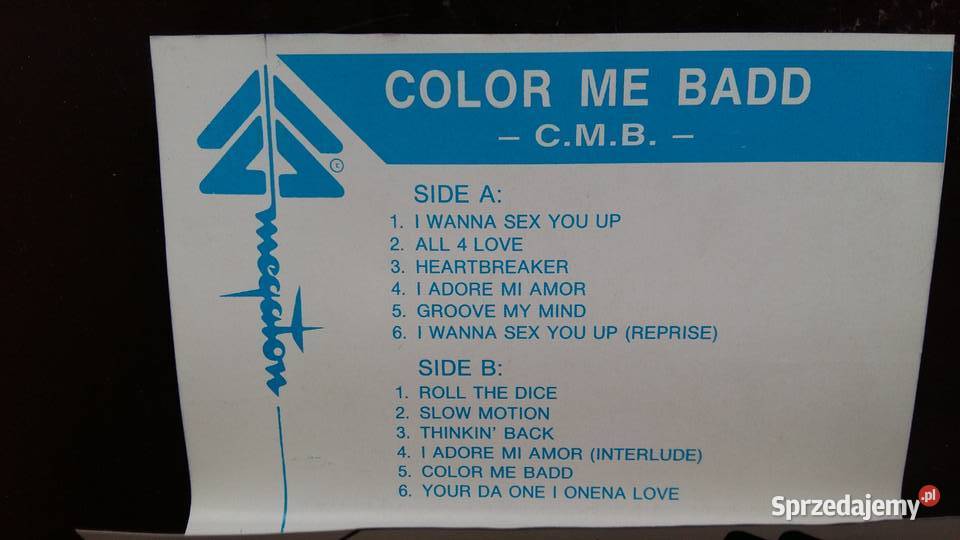 COLOR ME BADD
– C.M.B. –
megaton
SIDE A:
1. I WANNA SEX YOU UP
2. ALL 4 LOVE
3. HEARTBREAKER
4. I ADORE MI AMOR
5. GROOVE MY MIND
6. I WANNA SEX YOU UP (REPRISE)
SIDE B:
1. ROLL THE DICE
2. SLOW MOTION
3. THINKIN' BACK
4. I ADORE MI AMOR (INTERLUDE)
5. COLOR ME BADD
6. YOUR DA ONE I ONENA LOVE
Sprzedajemy.pl